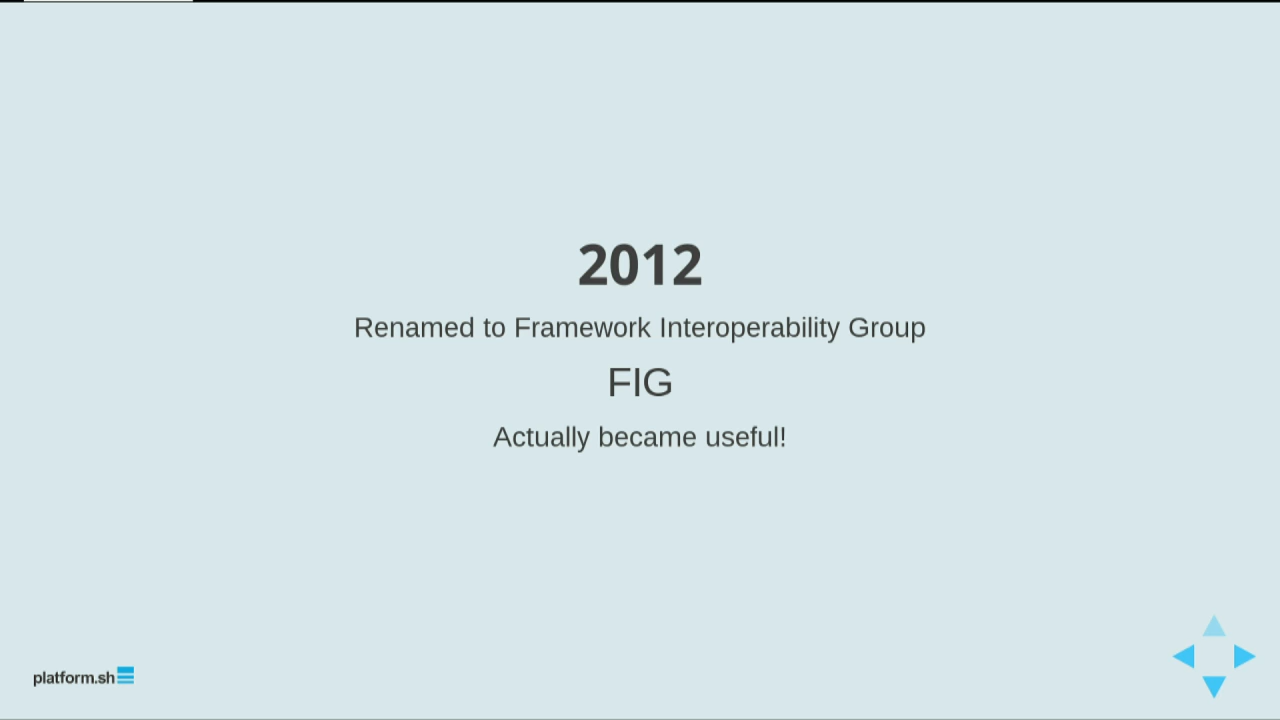 2012
Renamed to Framework Interoperability Group
FIG
Actually became useful!
platform.sh